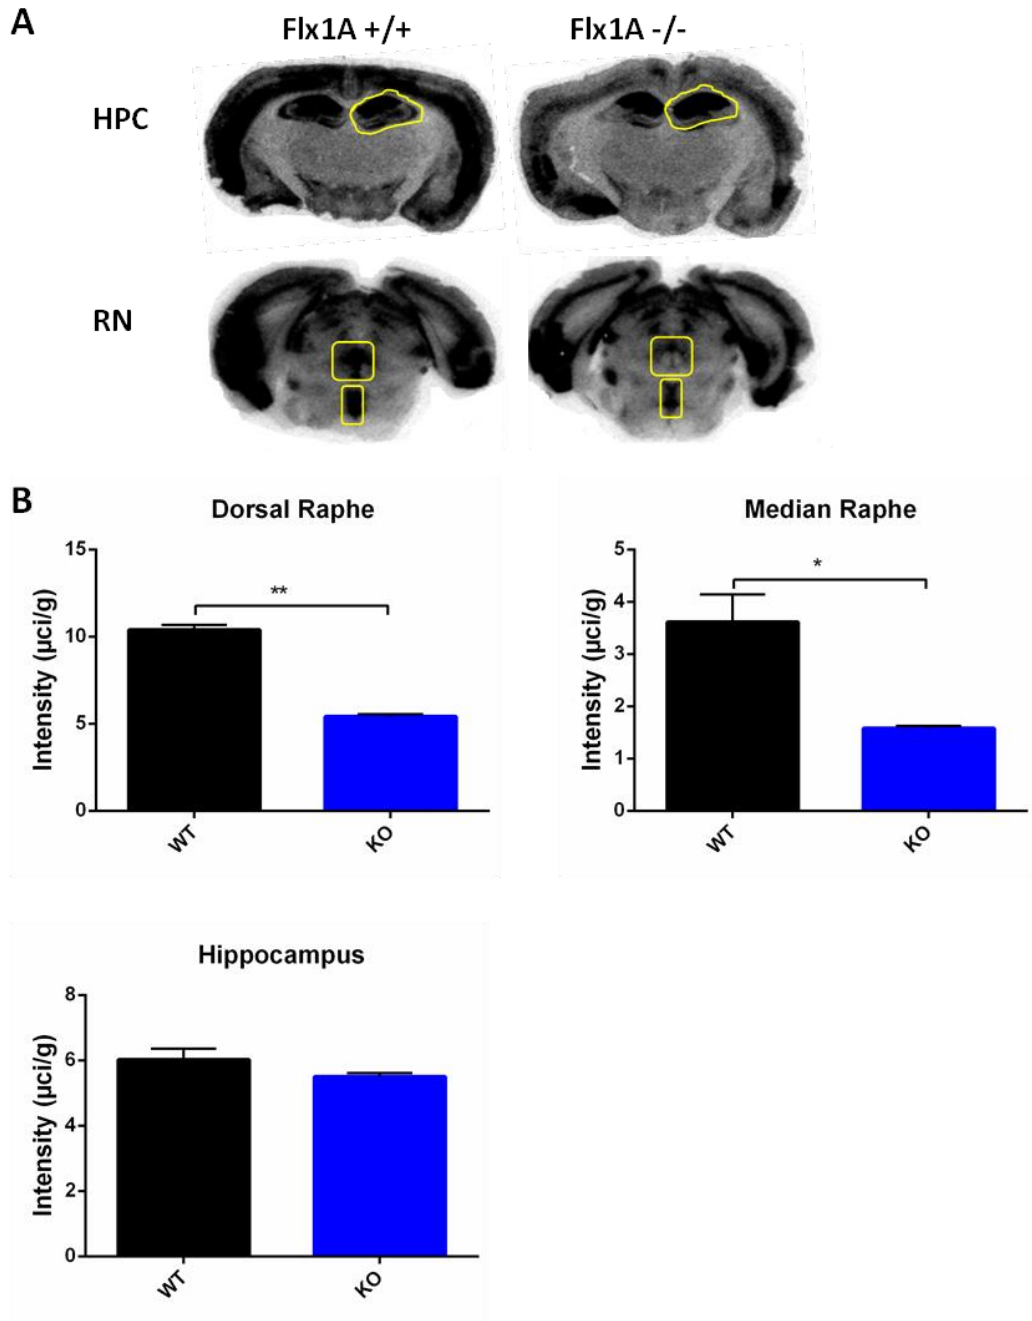 A
Flx1A +/+
Flx1A -/-
HPC
RN
B
Dorsal Raphe
Intensity (µci/g)
15
10
5
0
**
WT
KO
Median Raphe
Intensity (µci/g)
5
4
3
2
1
0
*
WT
KO
Hippocampus
Intensity (µci/g)
8
6
4
2
0
WT
KO